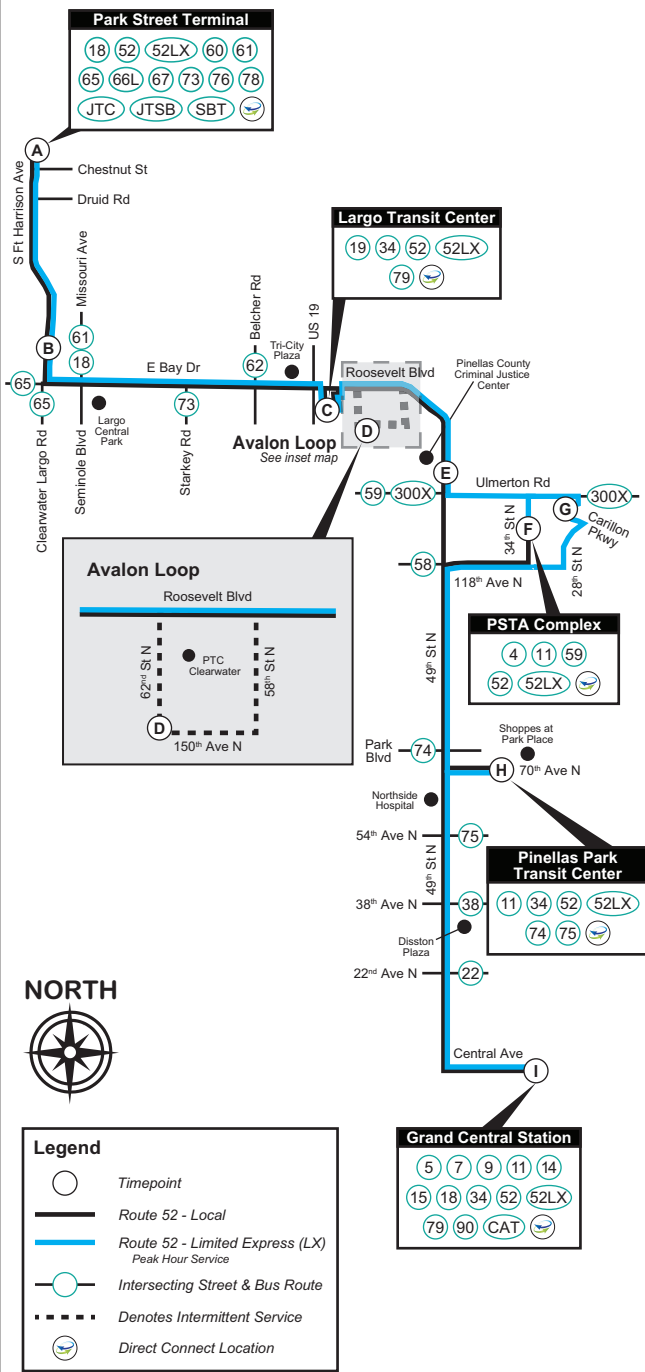 Park Street Terminal
18 52 52LX 60 61
65 66L 67 73 76 78
JTC JTSB SBT
A
Chestnut St
Druid Rd
S Ft Harrison Ave
Largo Transit Center
19 34 52 52LX
79
Missouri Ave
61
18
B
65
65
E Bay Dr
Belcher Rd
62
Tri-City
Plaza
US 19
Roosevelt Blvd
Pinellas County
Criminal Justice
Center
C
D
Avalon Loop
See inset map
Largo
Central
Park
73
Clearwater Largo Rd
Seminole Blvd
Starkey Rd
E
Ulmerton Rd
59 300X
300X
G
F
34th St N
Carillon
Pkwy
28th St N
58
118th Ave N
Avalon Loop
Roosevelt Blvd
62nd St N
PTC
Clearwater
58th St N
D
150th Ave N
PSTA Complex
4 11 59
52 52LX
49th St N
Park
Blvd
74
Shoppes at
Park Place
H
70th Ave N
Northside
Hospital
54th Ave N
75
49th St N
38th Ave N
38
Disston
Plaza
22nd Ave N
22
Pinellas Park
Transit Center
11 34 52 52LX
74 75
NORTH
Central Ave
I
Grand Central Station
5 7 9 11 14
15 18 34 52 52LX
79 90 CAT
Legend
Timepoint
Route 52 - Local
Route 52 - Limited Express (LX)
Peak Hour Service
Intersecting Street & Bus Route
Denotes Intermittent Service
Direct Connect Location